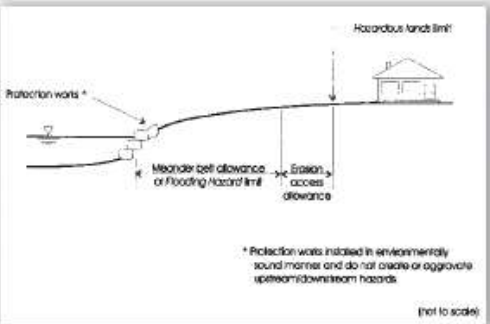 Hazardous lands limit
Protection works *
Meander belt allowance
or Flooding Hazard limit
Erosion
access
allowance
* Protection works installed in environmentally
sound manner and do not create or aggravate
upstream/downstream hazards
(not to scale)